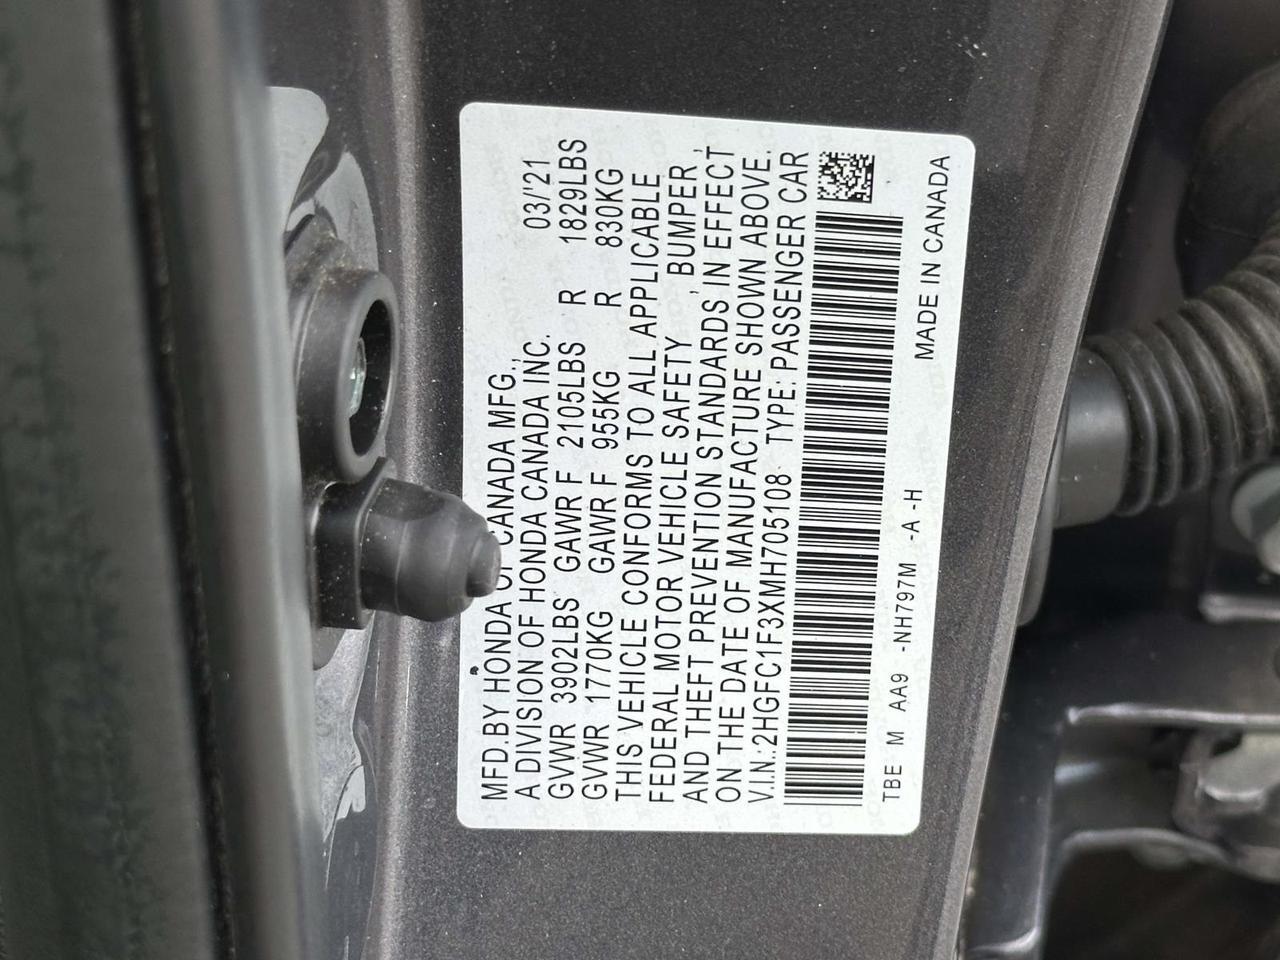 MFD.BY HONDA OF CANADA MFG., 03/'21
A DIVISION OF HONDA CANADA INC.
GVWR 3902LBS GAWR F 2105LBS R 1829LBS
GVWR 1770KG GAWR F 955KG R 830KG
THIS VEHICLE CONFORMS TO ALL APPLICABLE
FEDERAL MOTOR VEHICLE SAFETY , BUMPER ,
AND THEFT PREVENTION STANDARDS IN EFFECT
ON THE DATE OF MANUFACTURE SHOWN ABOVE.
V.I.N.:2HGFC1F3XMH705108 TYPE: PASSENGER CAR
TBE M AA9 -NH797M -A -H MADE IN CANADA